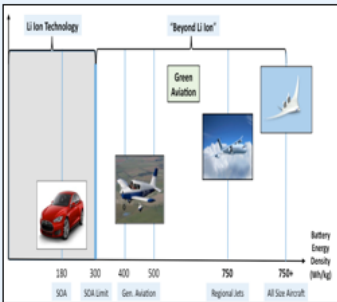 Li Ion Technology
"Beyond Li Ion"
Green
Aviation
Battery
Energy
Density
(Wh/kg)
180
300
400
500
750
750+
SOA
SOA Limit
Gen. Aviation
Regional Jets
All Size Aircraft